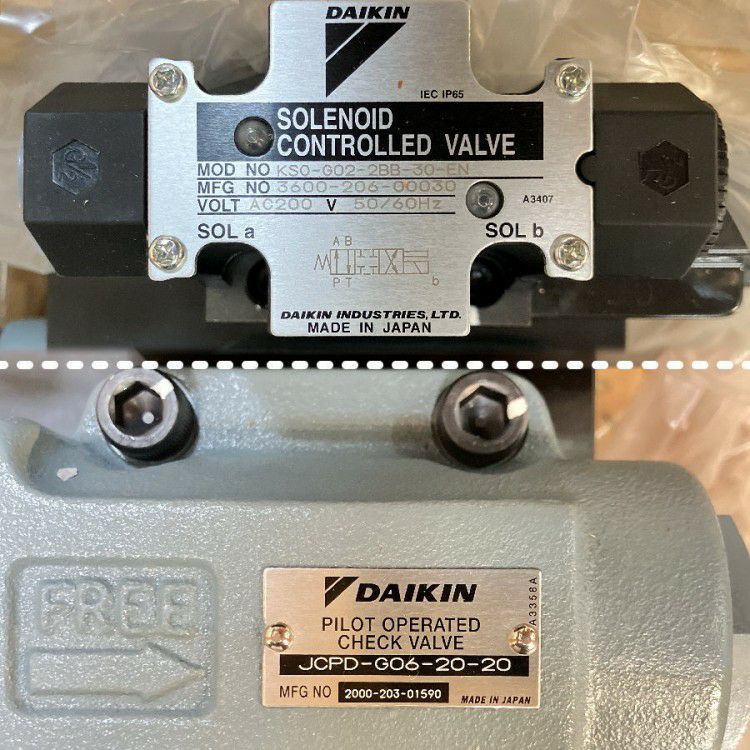 DAIKIN
IEC IP65
SOLENOID
CONTROLLED VALVE
MOD NO KSO-G02-2BB-30-EN
MFG NO 3600-206-00030
VOLT AC200 V 50/60Hz
A3407
SOL a
SOL b
A B
P T
b
DAIKIN INDUSTRIES, LTD.
MADE IN JAPAN
FREE
DAIKIN
PILOT OPERATED
CHECK VALVE
JCPD-G06-20-20
MFG NO 2000-203-01590
MADE IN JAPAN
A3356A